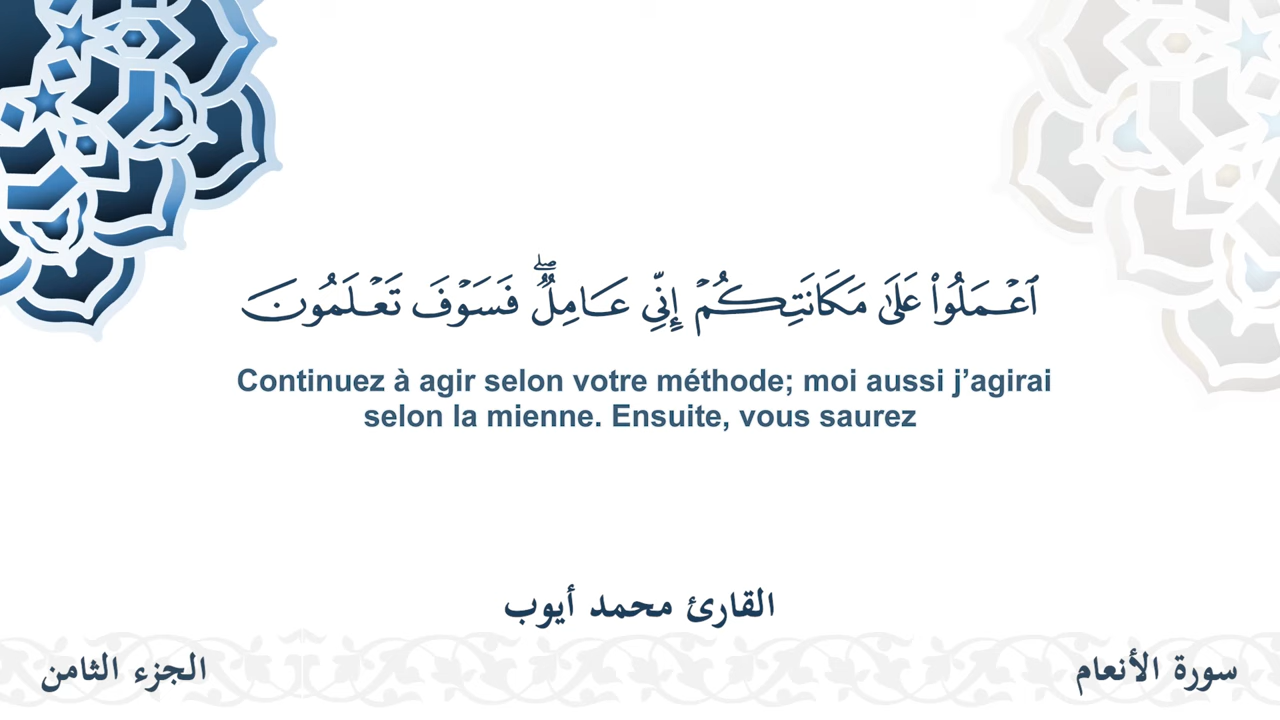 ٱعۡمَلُواْ عَلَىٰ مَكَانَتِكُمۡ إِنِّي عَامِلٞۖ فَسَوۡفَ تَعۡلَمُونَ
Continuez à agir selon votre méthode; moi aussi j’agirai
selon la mienne. Ensuite, vous saurez
القارئ محمد أيوب
سورة الأنعام
الجزء الثامن